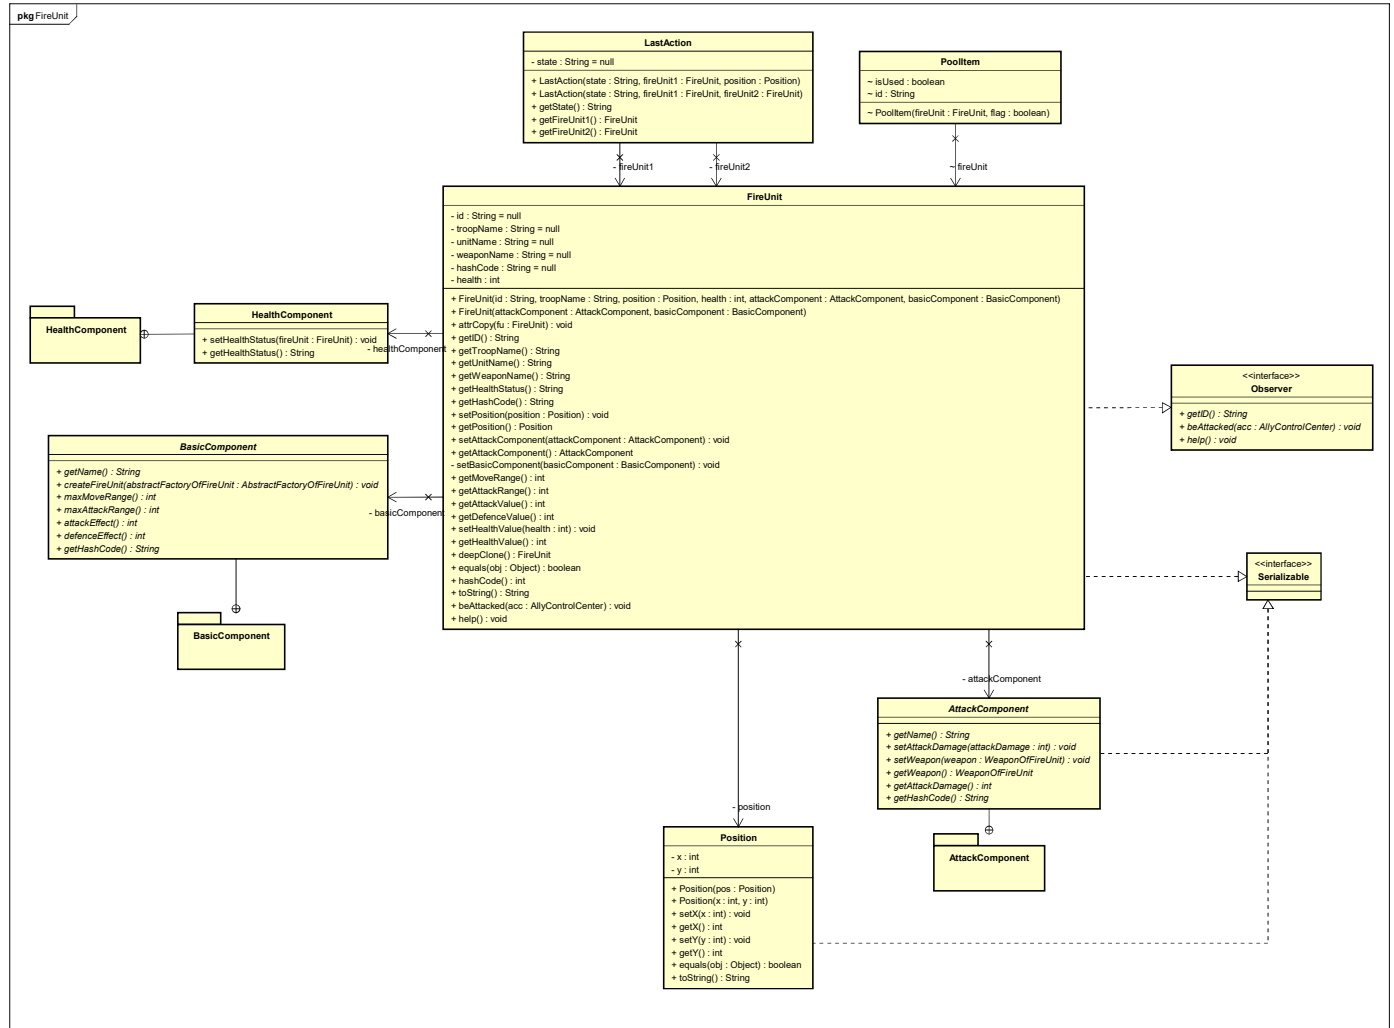 pkg FireUnit
LastAction
- state : String = null
+ LastAction(state : String, fireUnit1 : FireUnit, position : Position)
+ LastAction(state : String, fireUnit1 : FireUnit, fireUnit2 : FireUnit)
+ getState() : String
+ getFireUnit1() : FireUnit
+ getFireUnit2() : FireUnit
PoolItem
~ isUsed : boolean
~ id : String
~ PoolItem(fireUnit : FireUnit, flag : boolean)
- fireUnit1
- fireUnit2
~ fireUnit
FireUnit
- id : String = null
- troopName : String = null
- unitName : String = null
- weaponName : String = null
- hashCode : String = null
- health : int
+ FireUnit(id : String, troopName : String, position : Position, health : int, attackComponent : AttackComponent, basicComponent : BasicComponent)
+ FireUnit(attackComponent : AttackComponent, basicComponent : BasicComponent)
+ attrCopy(fu : FireUnit) : void
+ getID() : String
+ getTroopName() : String
+ getUnitName() : String
+ getWeaponName() : String
+ getHealthStatus() : String
+ getHashCode() : String
+ setPosition(position : Position) : void
+ getPosition() : Position
+ setAttackComponent(attackComponent : AttackComponent) : void
+ getAttackComponent() : AttackComponent
- setBasicComponent(basicComponent : BasicComponent) : void
+ getMoveRange() : int
+ getAttackRange() : int
+ getAttackValue() : int
+ getDefenceValue() : int
+ setHealthValue(health : int) : void
+ getHealthValue() : int
+ deepClone() : FireUnit
+ equals(obj : Object) : boolean
+ hashCode() : int
+ toString() : String
+ beAttacked(acc : AllyControlCenter) : void
+ help() : void
HealthComponent
HealthComponent
+ setHealthStatus(fireUnit : FireUnit) : void
+ getHealthStatus() : String
- healthComponent
BasicComponent
+ getName() : String
+ createFireUnit(abstractFactoryOfFireUnit : AbstractFactoryOfFireUnit) : void
+ maxMoveRange() : int
+ maxAttackRange() : int
+ attackEffect() : int
+ defenceEffect() : int
+ getHashCode() : String
- basicComponent
BasicComponent
<<interface>>
Observer
+ getID() : String
+ beAttacked(acc : AllyControlCenter) : void
+ help() : void
<<interface>>
Serializable
- attackComponent
AttackComponent
+ getName() : String
+ setAttackDamage(attackDamage : int) : void
+ setWeapon(weapon : WeaponOfFireUnit) : void
+ getWeapon() : WeaponOfFireUnit
+ getAttackDamage() : int
+ getHashCode() : String
AttackComponent
- position
Position
- x : int
- y : int
+ Position(pos : Position)
+ Position(x : int, y : int)
+ setX(x : int) : void
+ getX() : int
+ setY(y : int) : void
+ getY() : int
+ equals(obj : Object) : boolean
+ toString() : String